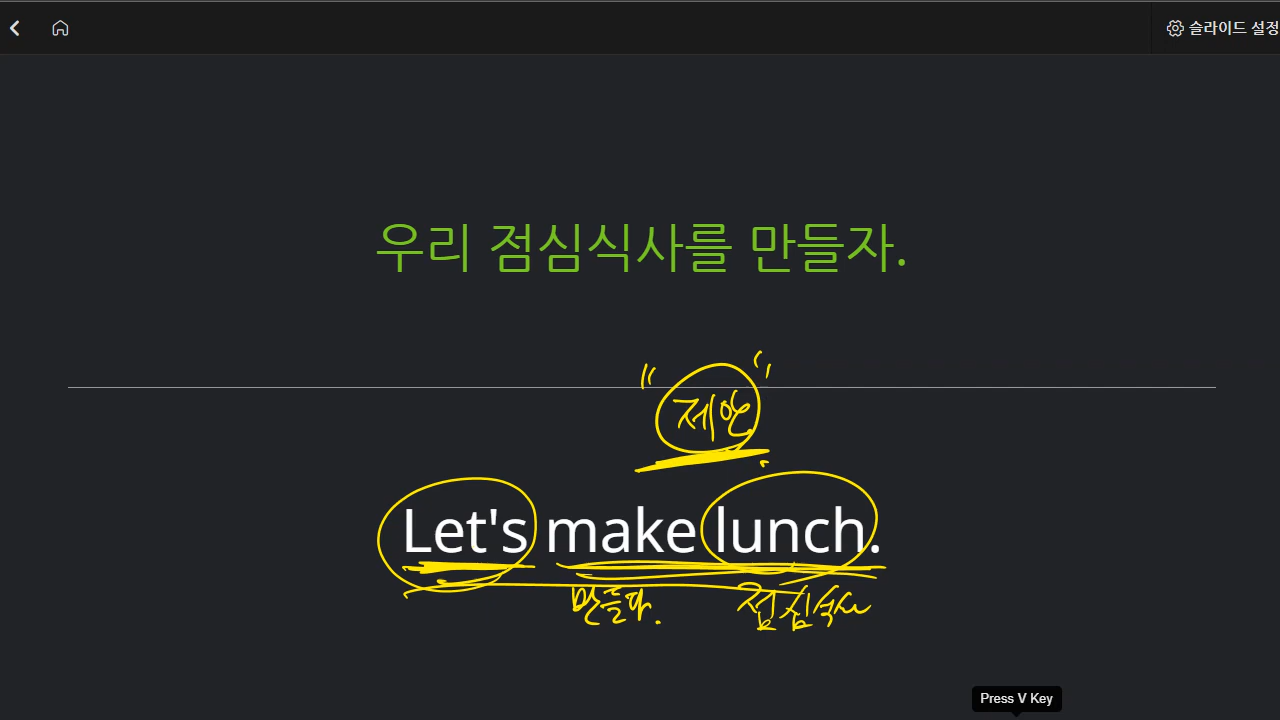 슬라이드 설정
우리 점심식사를 만들자.
"제안"
Let's make lunch.
만들다. 점심식사
Press V Key